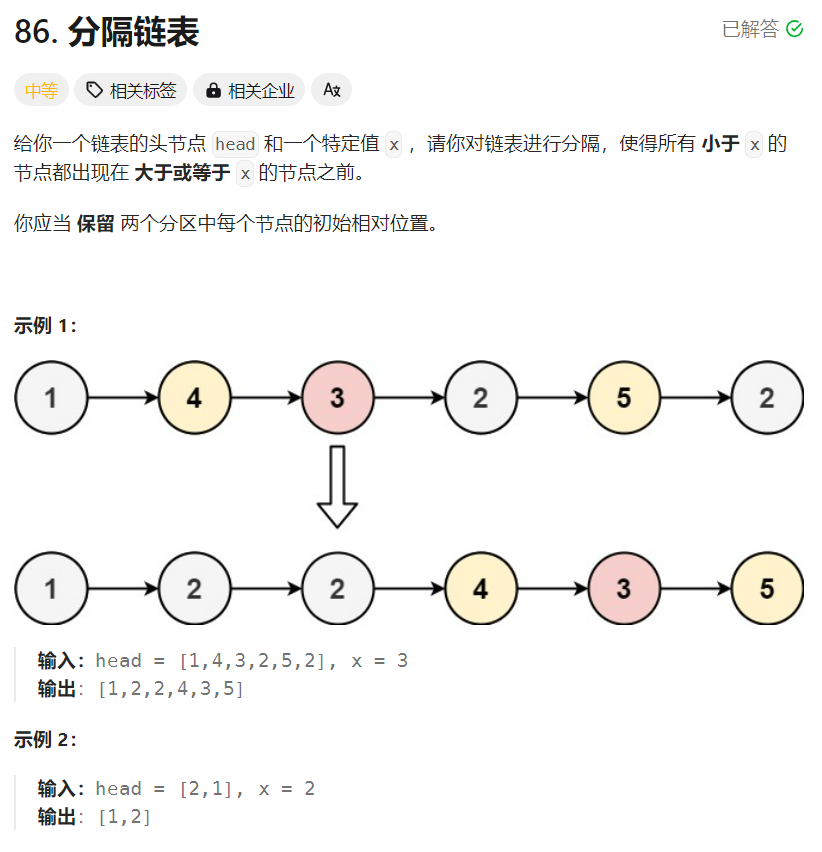 86. 分隔链表
已解答
中等 相关标签 相关企业 A文
给你一个链表的头节点 head 和一个特定值 x ，请你对链表进行分隔，使得所有 小于 x 的
节点都出现在 大于或等于 x 的节点之前。
你应当 保留 两个分区中每个节点的初始相对位置。
示例 1：
1 4 3 2 5 2
1 2 2 4 3 5
输入：head = [1,4,3,2,5,2], x = 3
输出：[1,2,2,4,3,5]
示例 2：
输入：head = [2,1], x = 2
输出：[1,2]